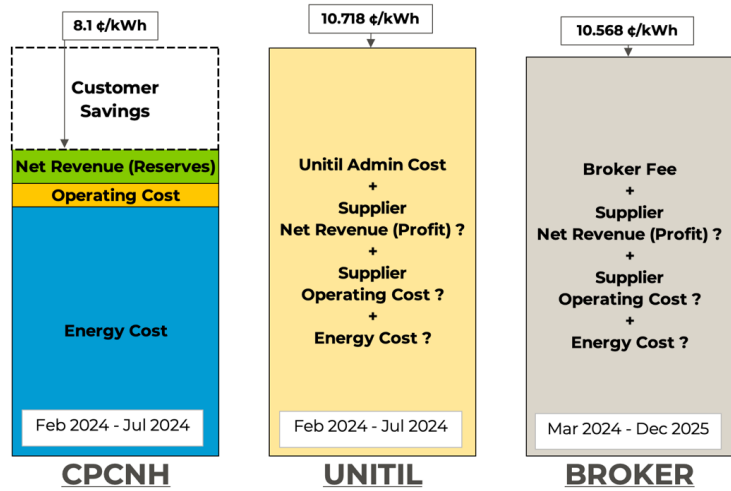 8.1 ¢/kWh
Customer
Savings
Net Revenue (Reserves)
Operating Cost
Energy Cost
Feb 2024 - Jul 2024
CPCNH
10.718 ¢/kWh
Unitil Admin Cost
+
Supplier
Net Revenue (Profit) ?
+
Supplier
Operating Cost ?
+
Energy Cost ?
Feb 2024 - Jul 2024
UNITIL
10.568 ¢/kWh
Broker Fee
+
Supplier
Net Revenue (Profit) ?
+
Supplier
Operating Cost ?
+
Energy Cost ?
Mar 2024 - Dec 2025
BROKER